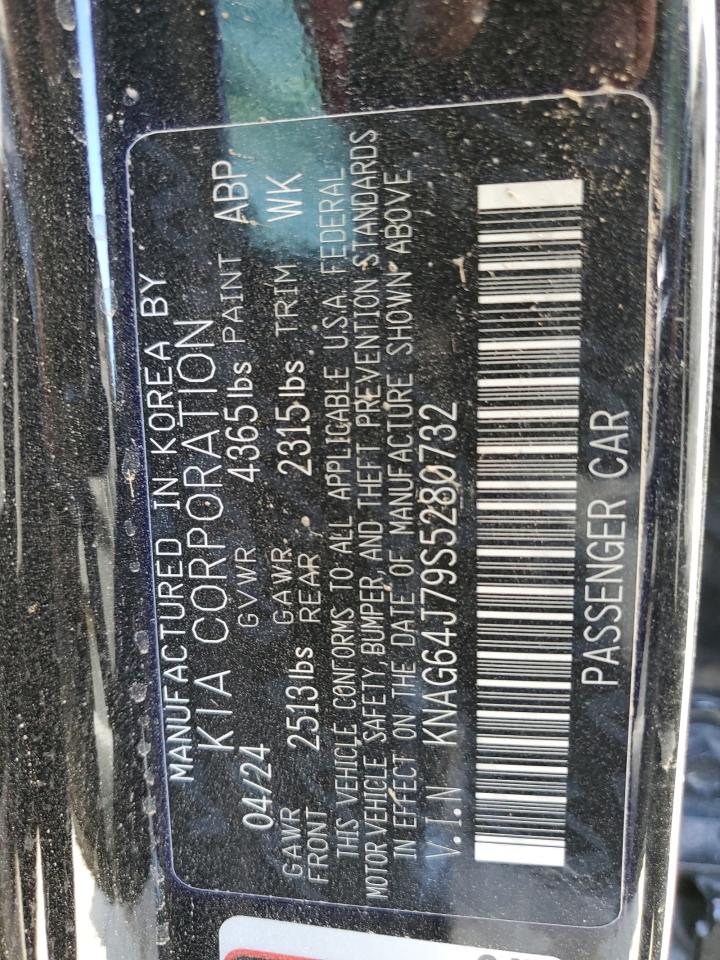 MANUFACTURED IN KOREA BY
KIA CORPORATION
04/24 GVWR 4365lbs PAINT ABP
GAWR FRONT 2513lbs GAWR REAR 2315lbs TRIM WK
THIS VEHICLE CONFORMS TO ALL APPLICABLE U.S.A. FEDERAL
MOTOR VEHICLE SAFETY, BUMPER, AND THEFT PREVENTION STANDARDS
IN EFFECT ON THE DATE OF MANUFACTURE SHOWN ABOVE
V.I.N KNAG64J79S5280732
PASSENGER CAR